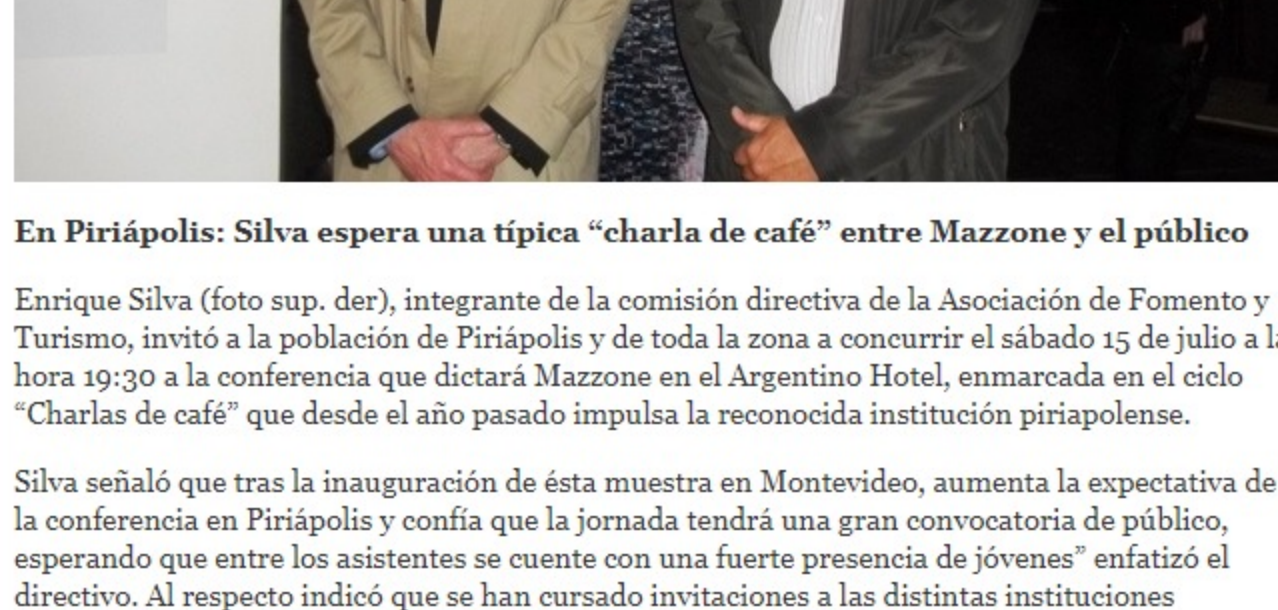 En Piriápolis: Silva espera una típica “charla de café” entre Mazzone y el público
Enrique Silva (foto sup. der), integrante de la comisión directiva de la Asociación de Fomento y
Turismo, invitó a la población de Piriápolis y de toda la zona a concurrir el sábado 15 de julio a la
hora 19:30 a la conferencia que dictará Mazzone en el Argentino Hotel, enmarcada en el ciclo
“Charlas de café” que desde el año pasado impulsa la reconocida institución piriapolense.
Silva señaló que tras la inauguración de ésta muestra en Montevideo, aumenta la expectativa de
la conferencia en Piriápolis y confía que la jornada tendrá una gran convocatoria de público,
esperando que entre los asistentes se cuente con una fuerte presencia de jóvenes” enfatizó el
directivo. Al respecto indicó que se han cursado invitaciones a las distintas instituciones